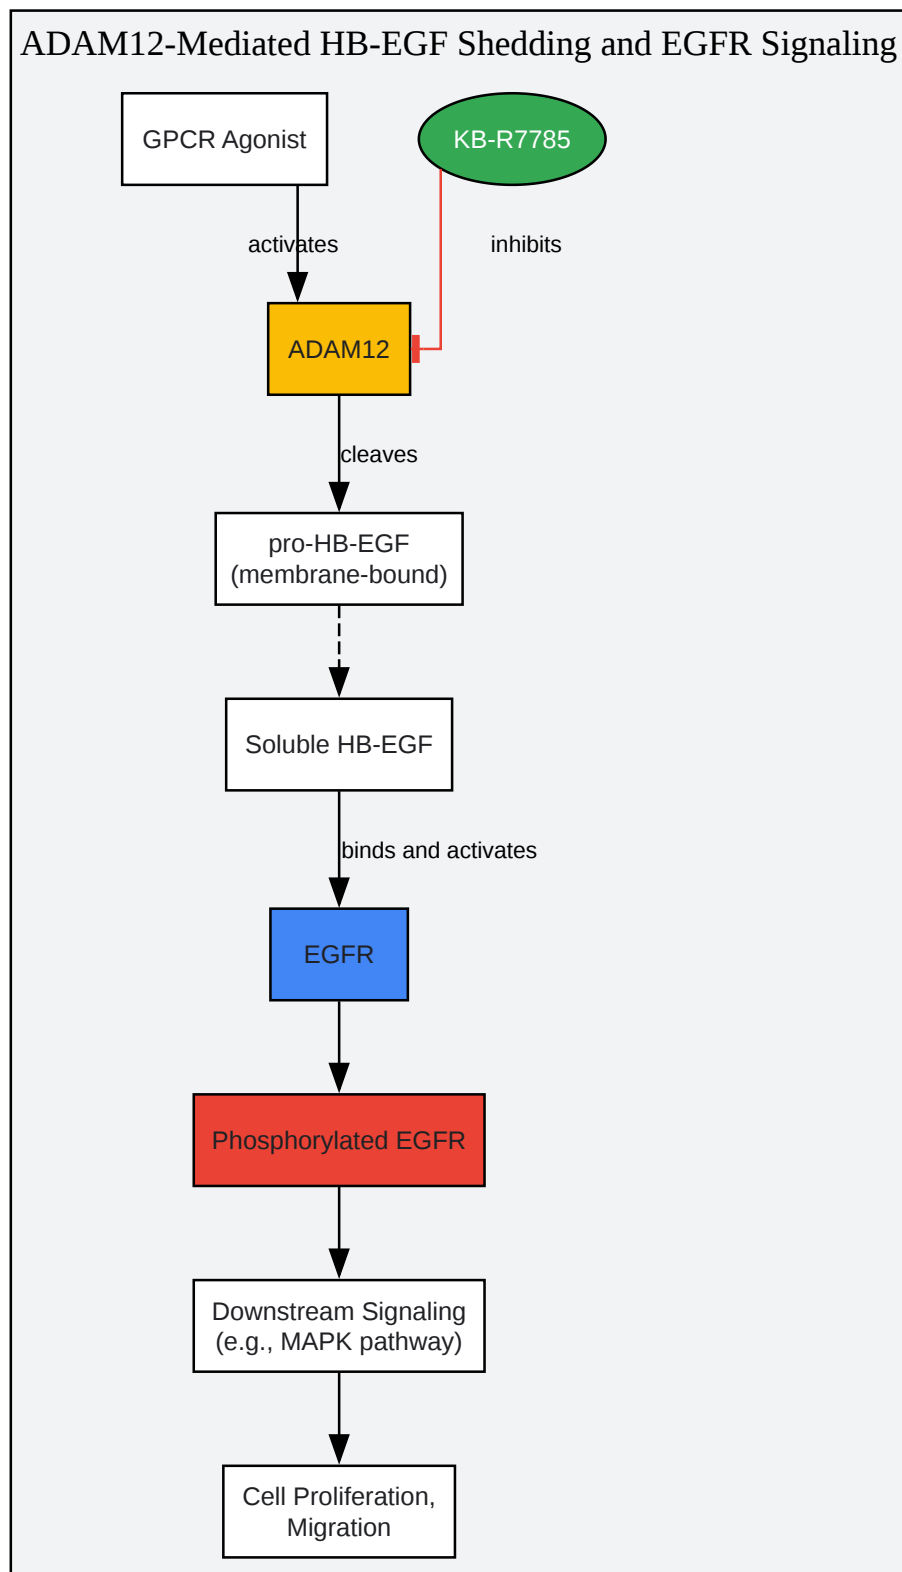 ADAM12-Mediated HB-EGF Shedding and EGFR Signaling
GPCR Agonist
KB-R7785
activates
inhibits
ADAM12
cleaves
pro-HB-EGF
(membrane-bound)
Soluble HB-EGF
binds and activates
EGFR
Phosphorylated EGFR
Downstream Signaling
(e.g., MAPK pathway)
Cell Proliferation,
Migration